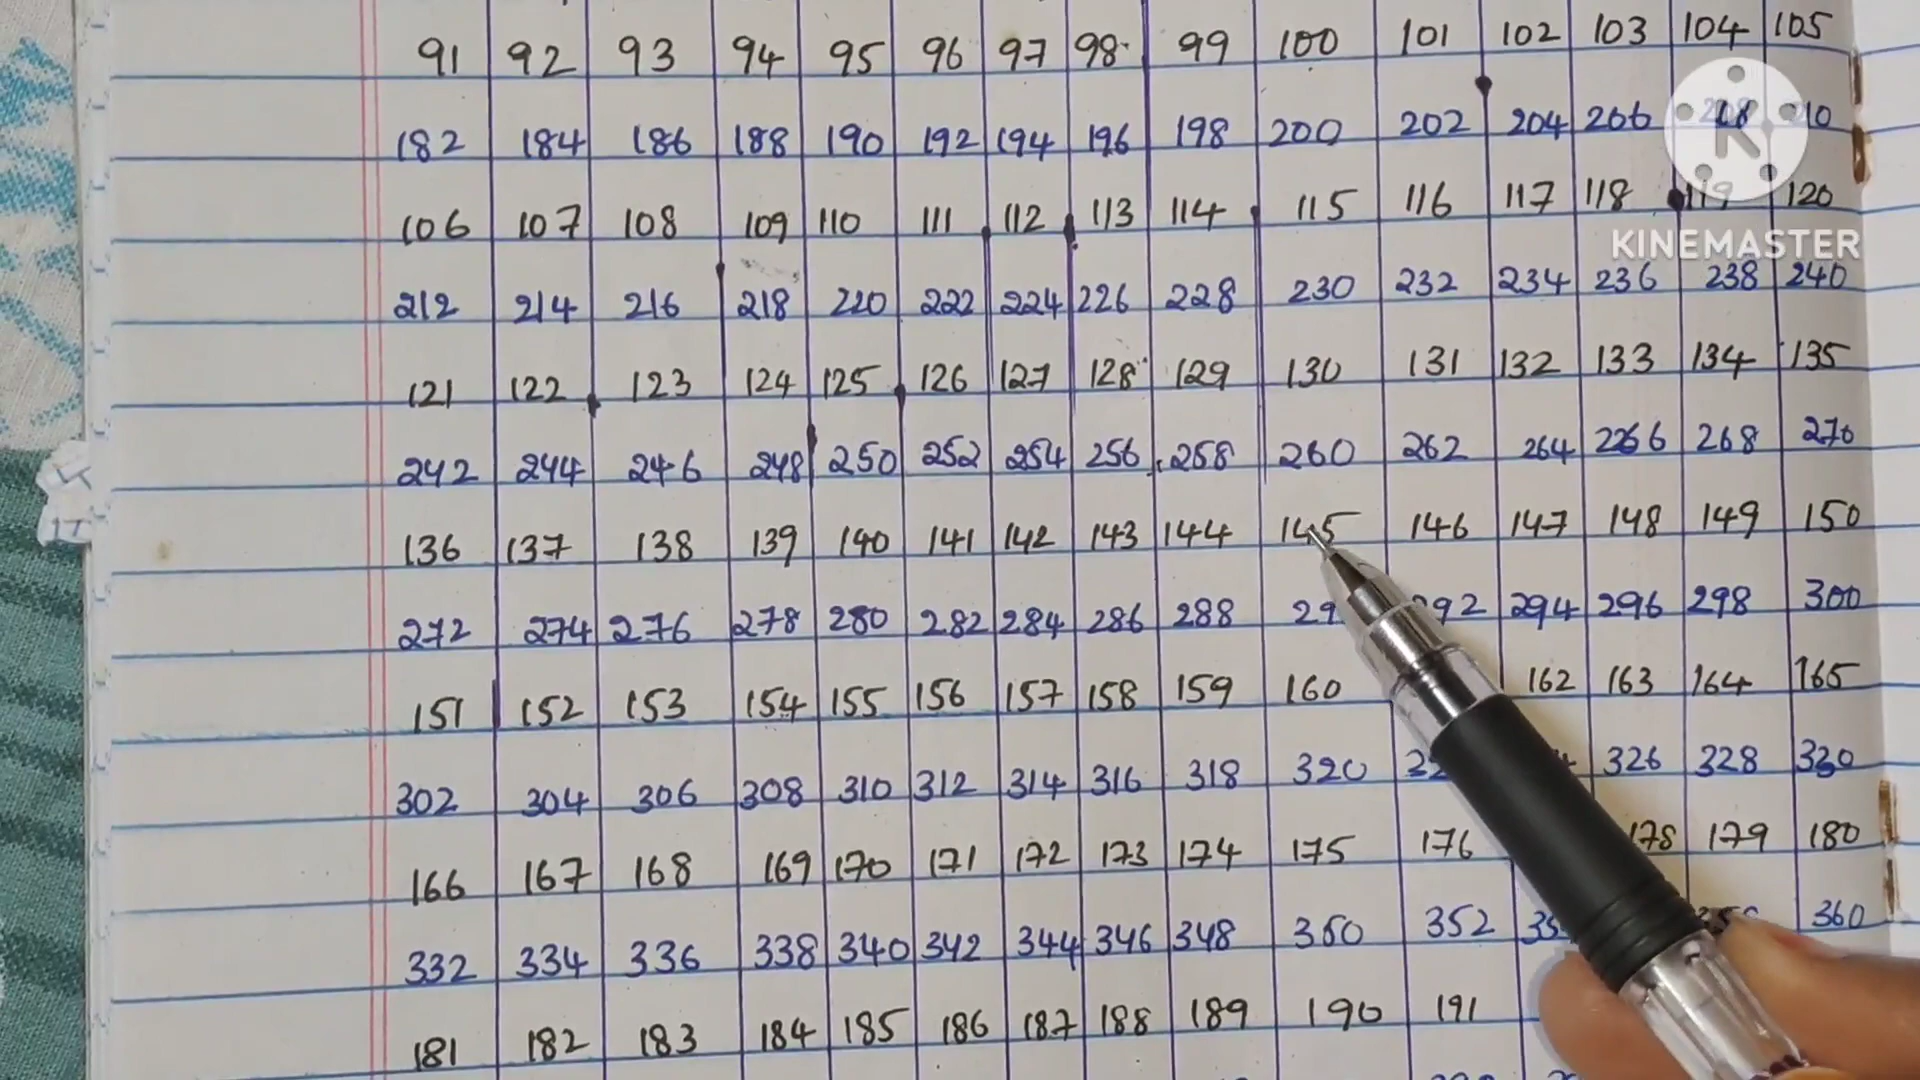 91 92 93 94 95 96 97 98 99 100 101 102 103 104 105
182 184 186 188 190 192 194 196 198 200 202 204 206 208
106 107 108 109 110 111 112 113 114 115 116 117 118 119 120
KINEMASTER
212 214 216 218 220 222 224 226 228 230 232 234 236 238 240
121 122 123 124 125 126 127 128 129 130 131 132 133 134 135
242 244 246 248 250 252 254 256 258 260 262 264 266 268 270
136 137 138 139 140 141 142 143 144 145 146 147 148 149 150
272 274 276 278 280 282 284 286 288 294 296 298 300
151 152 153 154 155 156 157 158 159 160 162 163 164 165
302 304 306 308 310 312 314 316 318 320 326 328 330
166 167 168 169 170 171 172 173 174 175 176 178 179 180
332 334 336 338 340 342 344 346 348 350 352 360
181 182 183 184 185 186 187 188 189 190 191